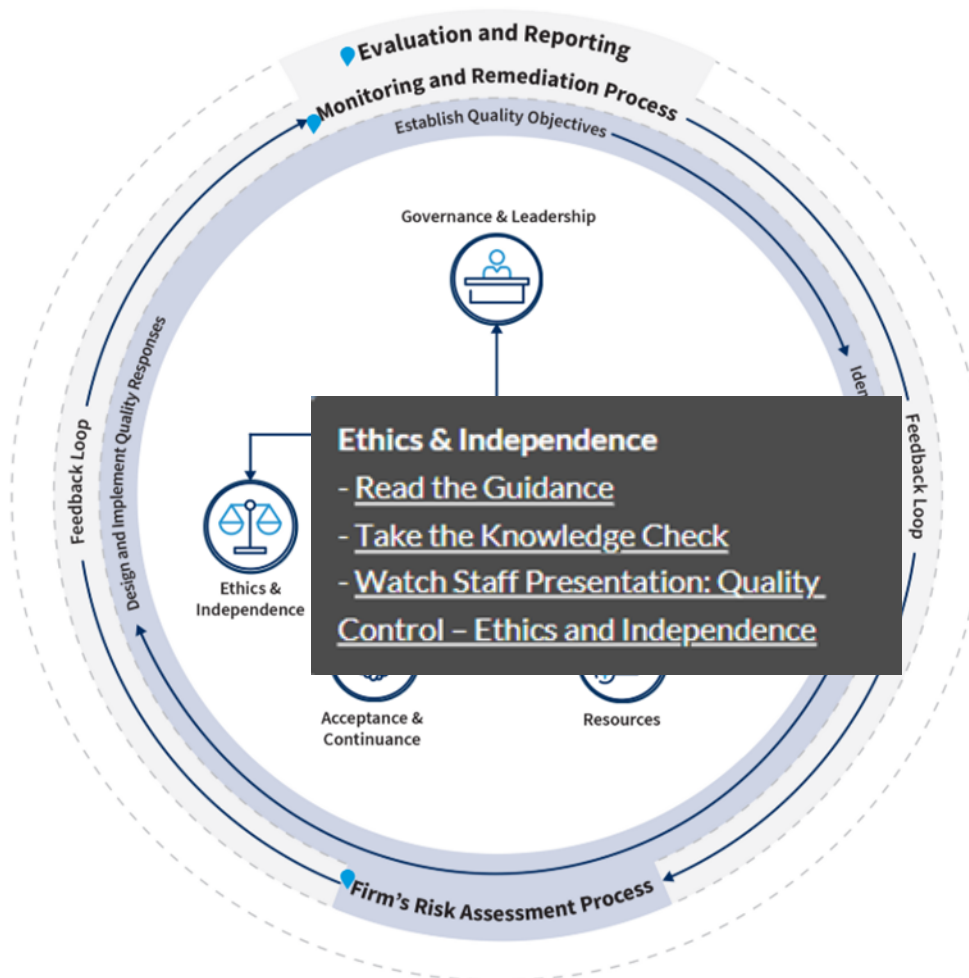 Evaluation and Reporting
Monitoring and Remediation Process
Establish Quality Objectives
Governance & Leadership
Design and Implement Quality Responses
Feedback Loop
Feedback Loop
Ethics & Independence
- Read the Guidance
- Take the Knowledge Check
- Watch Staff Presentation: Quality
Control – Ethics and Independence
Ethics &
Independence
Acceptance &
Continuance
Resources
Firm's Risk Assessment Process